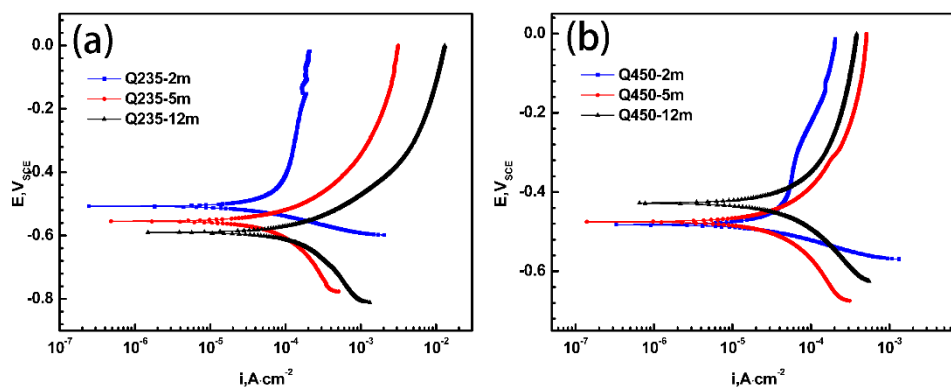 (a)
0.0
Q235-2m
Q235-5m
Q235-12m
-0.2
-0.4
-0.6
-0.8
E,V_SCE
10^-7 10^-6 10^-5 10^-4 10^-3 10^-2
i,A·cm^-2
(b)
0.0
Q450-2m
Q450-5m
Q450-12m
-0.2
-0.4
-0.6
E,V_SCE
10^-7 10^-6 10^-5 10^-4 10^-3
i,A·cm^-2